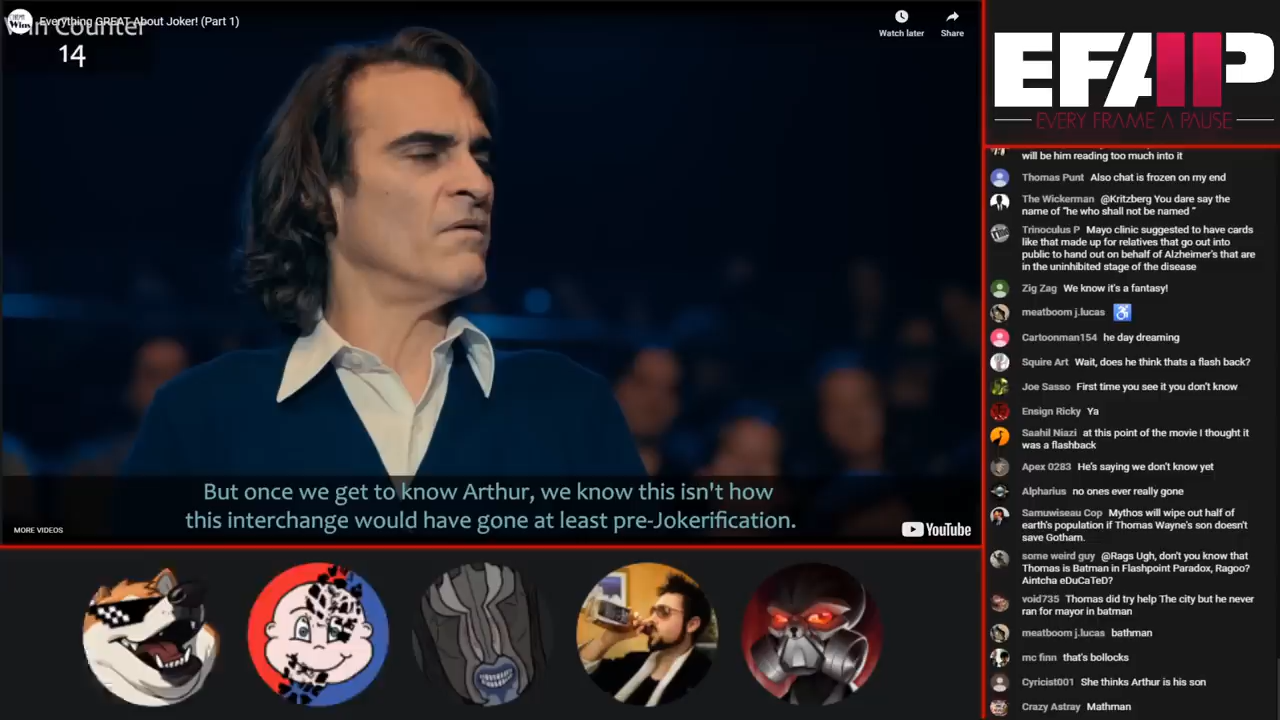 Everything GREAT About Joker! (Part 1)
Win Counter
14
Watch later
Share
But once we get to know Arthur, we know this isn't how
this interchange would have gone at least pre-Jokerification.
MORE VIDEOS
YouTube
EFAP
EVERY FRAME A PAUSE
will be him reading too much into it
Thomas Punt Also chat is frozen on my end
The Wickerman @Kritzberg You dare say the
name of "he who shall not be named "
Trinoculus P Mayo clinic suggested to have cards
like that made up for relatives that go out into
public to hand out on behalf of Alzheimer's that are
in the uninhibited stage of the disease
Zig Zag We know it's a fantasy!
meatboom j.lucas ♿
Cartoonman154 he day dreaming
Squire Art Wait, does he think thats a flash back?
Joe Sasso First time you see it you don't know
Ensign Ricky Ya
Saahil Niazi at this point of the movie I thought it
was a flashback
Apex 0283 He's saying we don't know yet
Alpharius no ones ever really gone
Samuwiseau Cop Mythos will wipe out half of
earth's population if Thomas Wayne's son doesn't
save Gotham.
some weird guy @Rags Ugh, don't you know that
Thomas is Batman in Flashpoint Paradox, Ragoo?
Aintcha eDuCaTeD?
void735 Thomas did try help The city but he never
ran for mayor in batman
meatboom j.lucas bathman
mc finn that's bollocks
Cyricist001 She thinks Arthur is his son
Crazy Astray Mathman